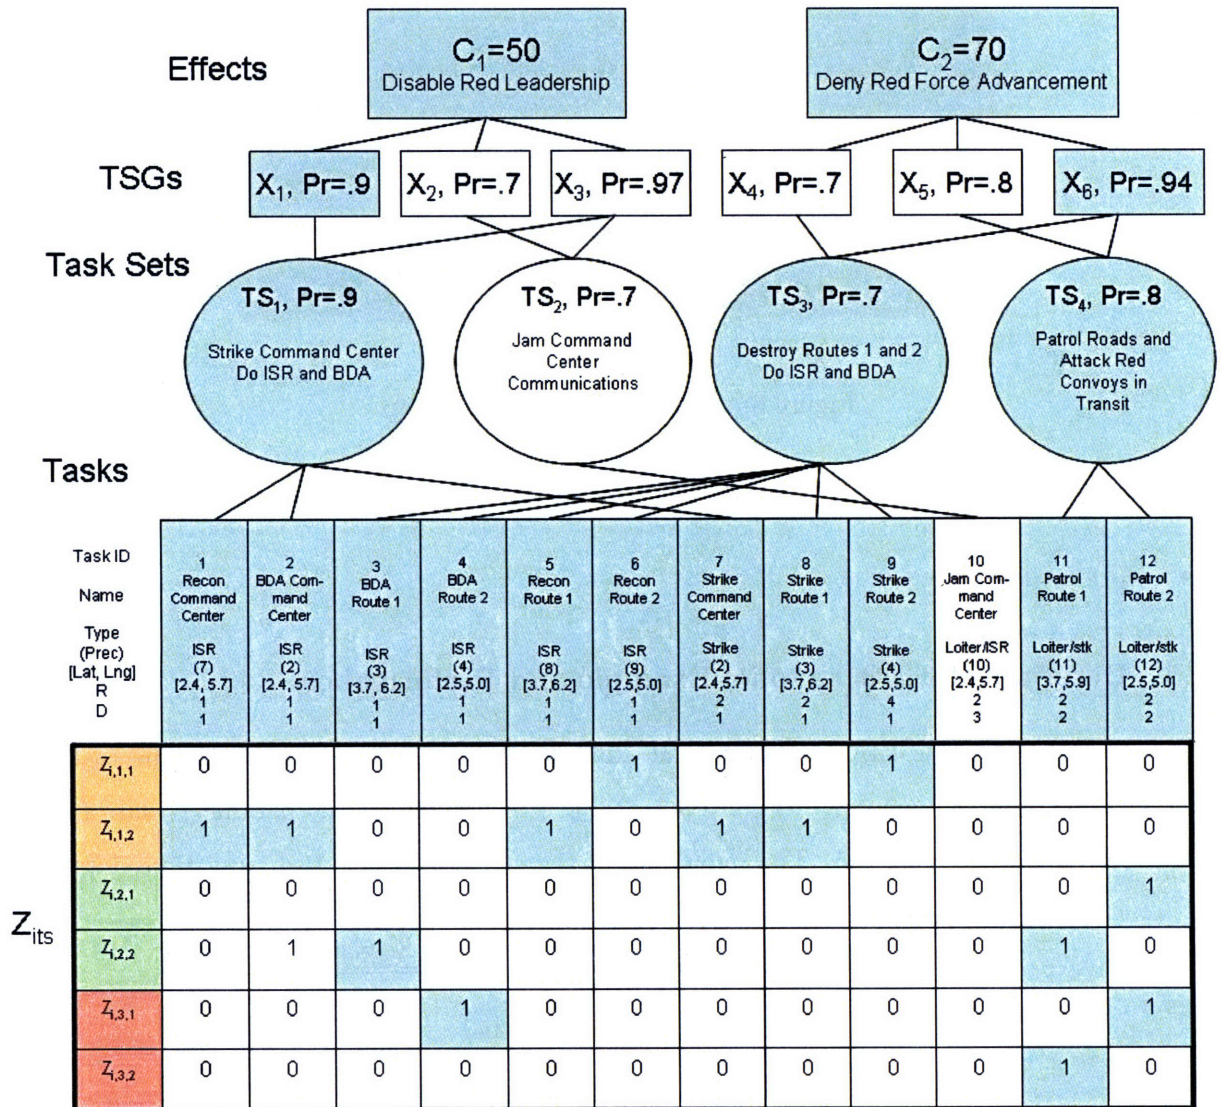 Effects
C₁=50
Disable Red Leadership
C₂=70
Deny Red Force Advancement
TSGs
X₁, Pr=.9
X₂, Pr=.7
X₃, Pr=.97
X₄, Pr=.7
X₅, Pr=.8
X₆, Pr=.94
Task Sets
TS₁, Pr=.9
Strike Command Center
Do ISR and BDA
TS₂, Pr=.7
Jam Command
Center
Communications
TS₃, Pr=.7
Destroy Routes 1 and 2
Do ISR and BDA
TS₄, Pr=.8
Patrol Roads and
Attack Red
Convoys in
Transit
Tasks
Task ID
Name
Type
(Prec)
[Lat, Lng]
R
D
1
Recon
Command
Center
ISR
(7)
[2.4, 5.7]
1
1
2
BDA Com-
mand
Center
ISR
(2)
[2.4, 5.7]
1
1
3
BDA
Route 1
ISR
(3)
[3.7, 6.2]
1
1
4
BDA
Route 2
ISR
(4)
[2.5,5.0]
1
1
5
Recon
Route 1
ISR
(8)
[3.7,6.2]
1
1
6
Recon
Route 2
ISR
(9)
[2.5,5.0]
1
1
7
Strike
Command
Center
Strike
(2)
[2.4,5.7]
2
1
8
Strike
Route 1
Strike
(3)
[3.7,6.2]
2
1
9
Strike
Route 2
Strike
(4)
[2.5,5.0]
4
1
10
Jam Com-
mand
Center
Loiter/ISR
(10)
[2.4,5.7]
2
3
11
Patrol
Route 1
Loiter/stk
(11)
[3.7,5.9]
2
2
12
Patrol
Route 2
Loiter/stk
(12)
[2.5,5.0]
2
2
Z_its
Z_i,1,1 0 0 0 0 0 1 0 0 1 0 0 0
Z_i,1,2 1 1 0 0 1 0 1 1 0 0 0 0
Z_i,2,1 0 0 0 0 0 0 0 0 0 0 0 1
Z_i,2,2 0 1 1 0 0 0 0 0 0 0 1 0
Z_i,3,1 0 0 0 1 0 0 0 0 0 0 0 1
Z_i,3,2 0 0 0 0 0 0 0 0 0 0 1 0